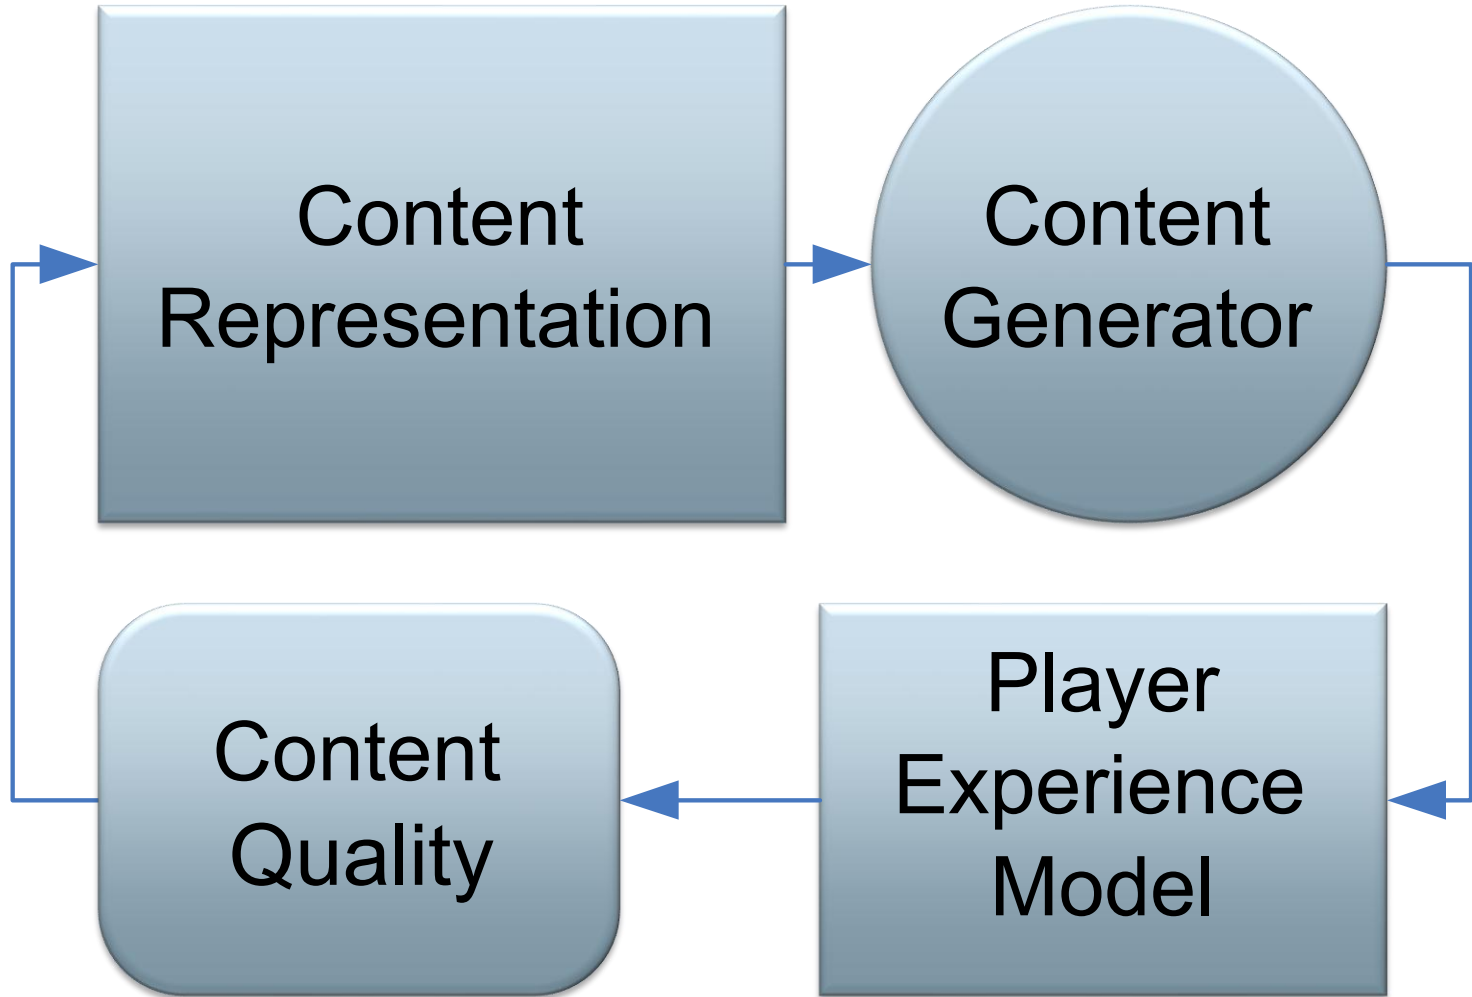 Content
Representation
Content
Generator
Content
Quality
Player
Experience
Model